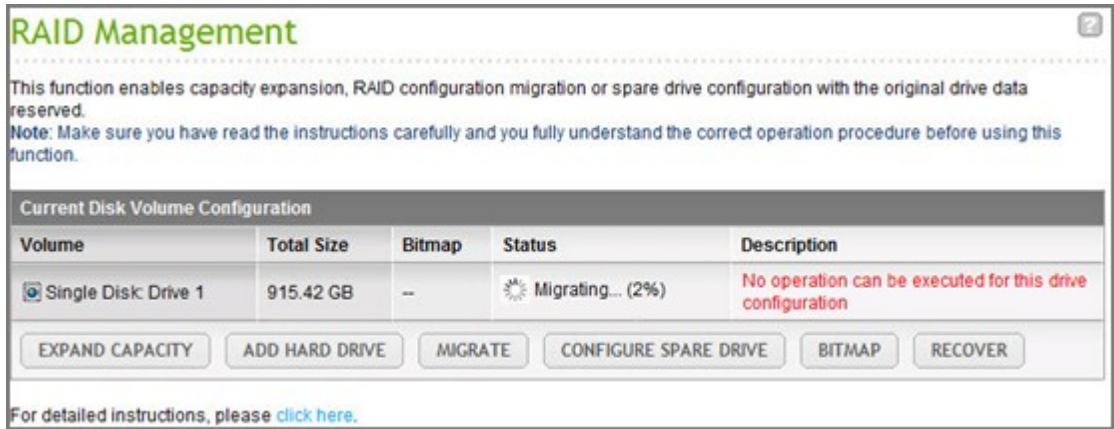 RAID Management
?
This function enables capacity expansion, RAID configuration migration or spare drive configuration with the original drive data
reserved.
Note: Make sure you have read the instructions carefully and you fully understand the correct operation procedure before using this
function.
Current Disk Volume Configuration
Volume Total Size Bitmap Status Description
Single Disk: Drive 1 915.42 GB -- Migrating... (2%) No operation can be executed for this drive
configuration
EXPAND CAPACITY ADD HARD DRIVE MIGRATE CONFIGURE SPARE DRIVE BITMAP RECOVER
For detailed instructions, please click here.